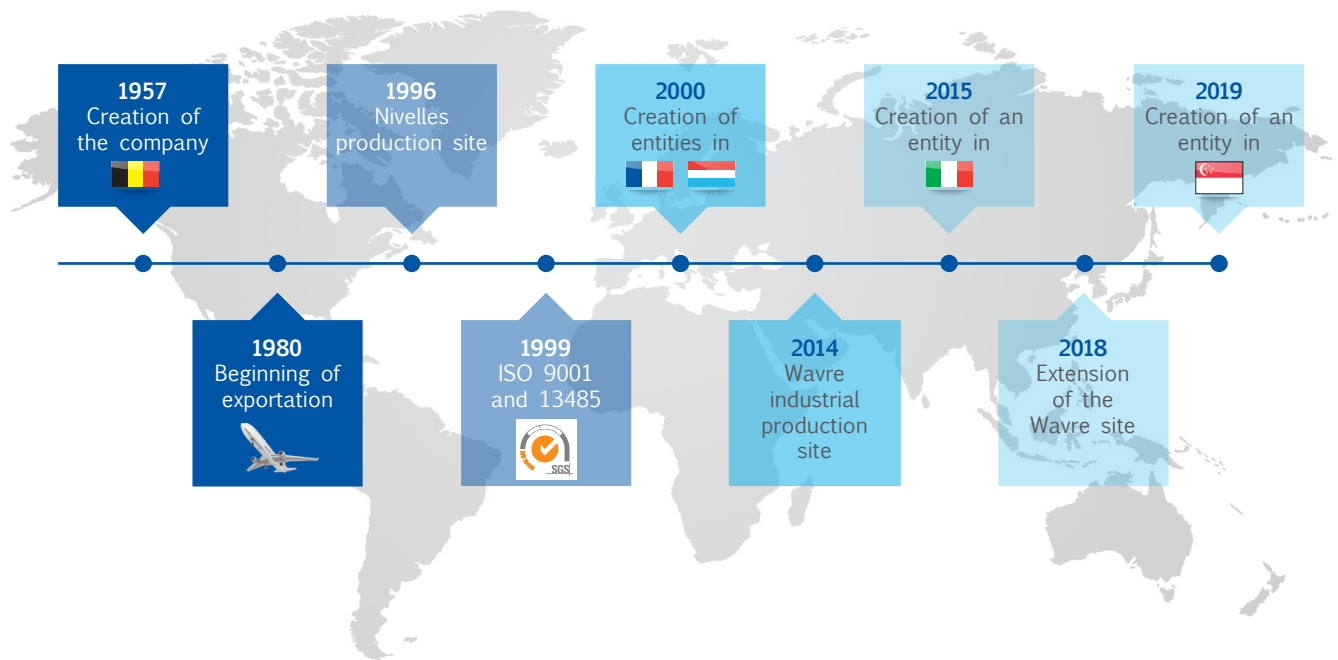 1957
Creation of
the company
1980
Beginning of
exportation
1996
Nivelles
production site
1999
ISO 9001
and 13485
SGS
2000
Creation of
entities in
2014
Wavre
industrial
production
site
2015
Creation of an
entity in
2018
Extension
of the
Wavre site
2019
Creation of an
entity in